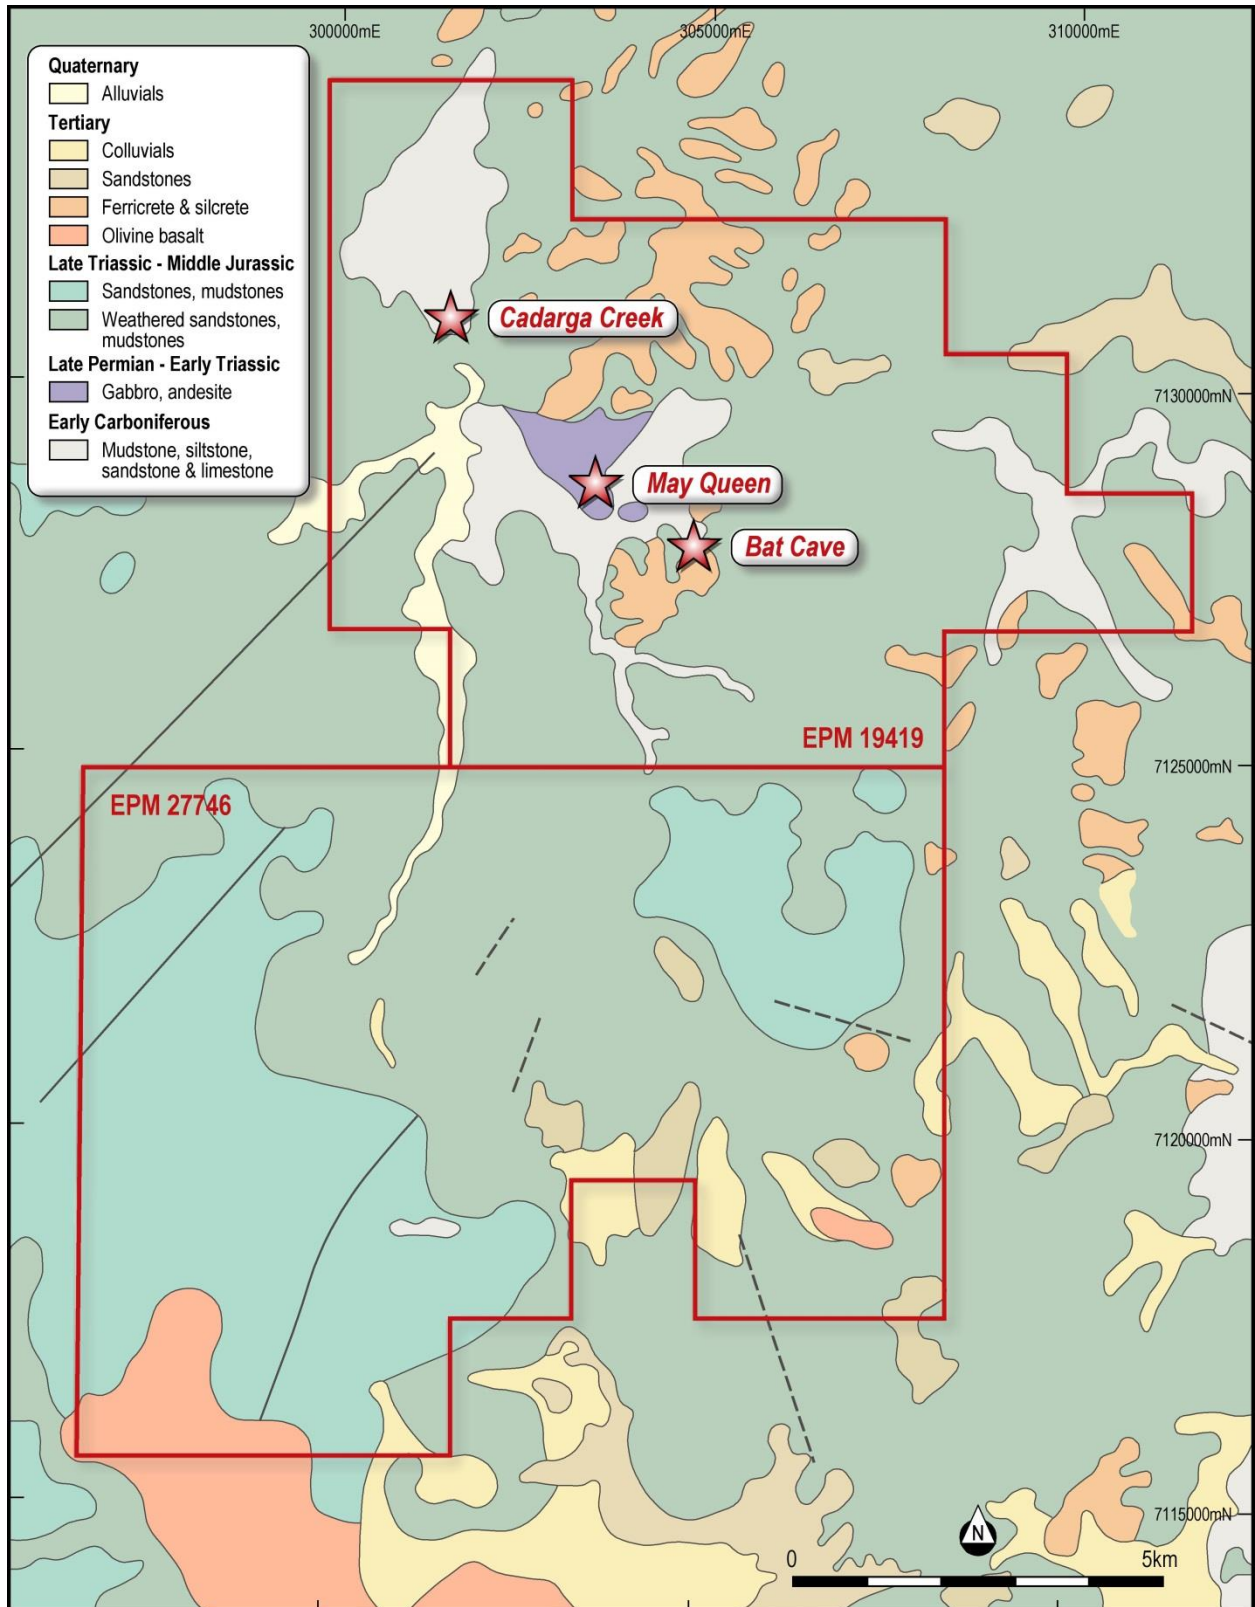 300000mE
305000mE
310000mE
Quaternary
Alluvials
Tertiary
Colluvials
Sandstones
Ferricrete & silcrete
Olivine basalt
Late Triassic - Middle Jurassic
Sandstones, mudstones
Weathered sandstones,
mudstones
Late Permian - Early Triassic
Gabbro, andesite
Early Carboniferous
Mudstone, siltstone,
sandstone & limestone
Cadarga Creek
7130000mN
May Queen
Bat Cave
EPM 19419
7125000mN
EPM 27746
7120000mN
7115000mN
N
0
5km